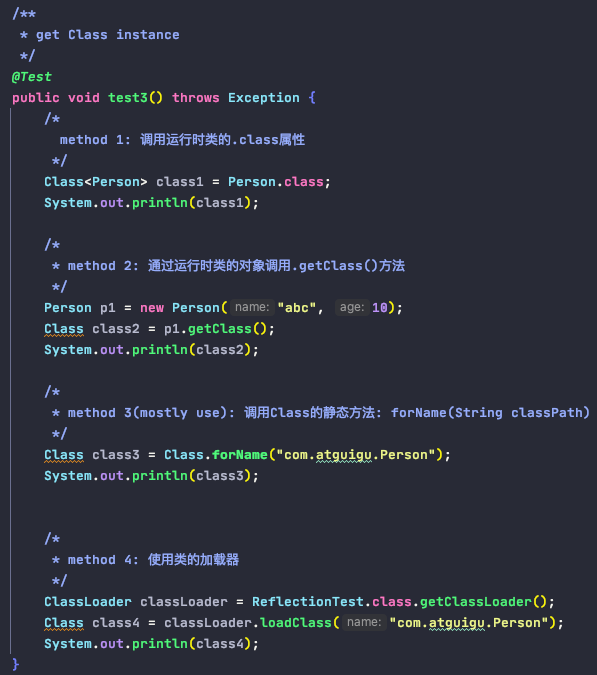 /**
 * get Class instance
 */
@Test
public void test3() throws Exception {
    /*
      method 1: 调用运行时类的.class属性
     */
    Class<Person> class1 = Person.class;
    System.out.println(class1);

    /*
     * method 2: 通过运行时类的对象调用.getClass()方法
     */
    Person p1 = new Person( name: "abc", age: 10);
    Class class2 = p1.getClass();
    System.out.println(class2);

    /*
     * method 3(mostly use): 调用Class的静态方法: forName(String classPath)
     */
    Class class3 = Class.forName("com.atguigu.Person");
    System.out.println(class3);


    /*
     * method 4: 使用类的加载器
     */
    ClassLoader classLoader = ReflectionTest.class.getClassLoader();
    Class class4 = classLoader.loadClass( name: "com.atguigu.Person");
    System.out.println(class4);
}